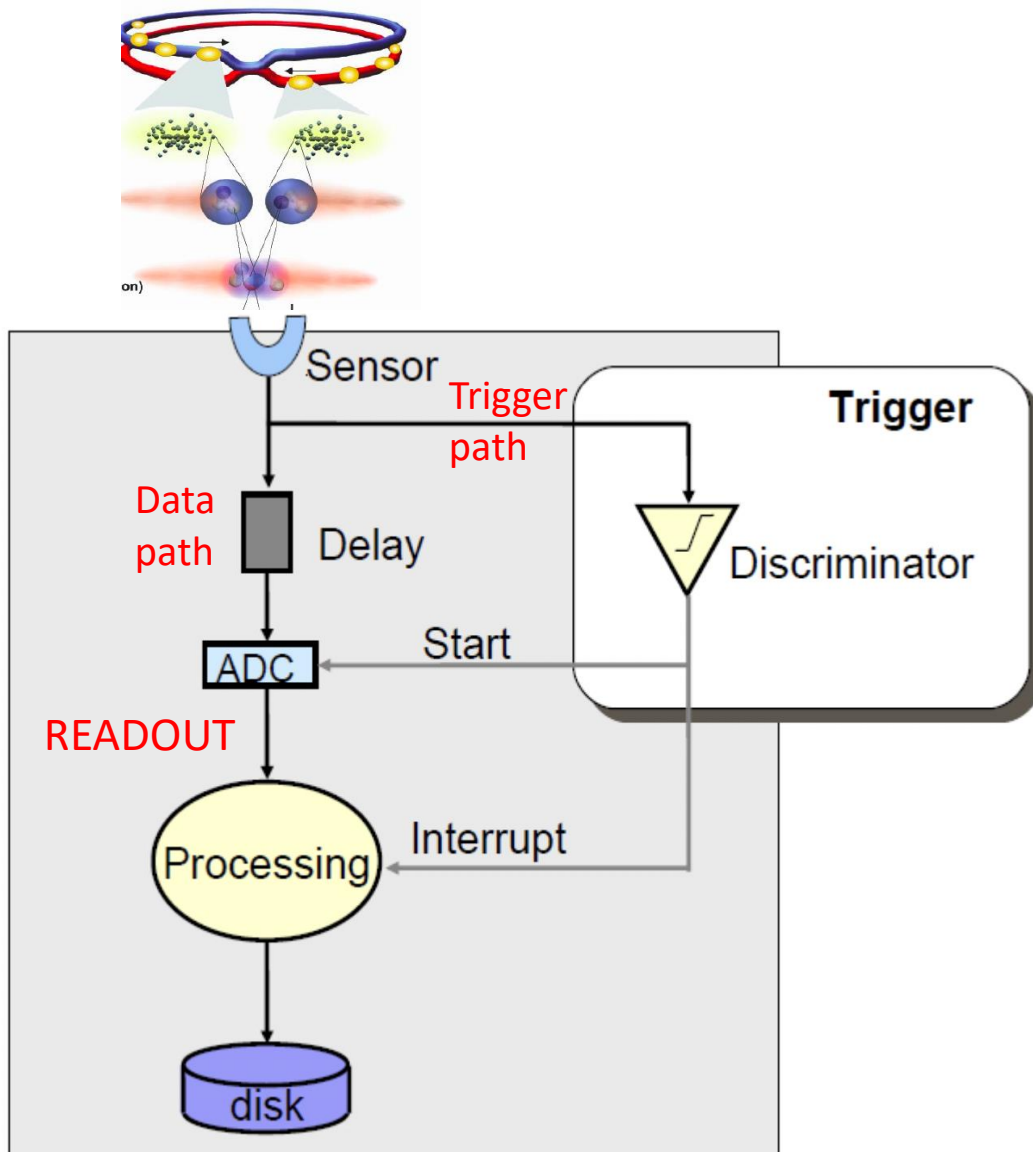 on)
Sensor
Trigger
path
Trigger
Data
path
Delay
Discriminator
Start
ADC
READOUT
Interrupt
Processing
disk